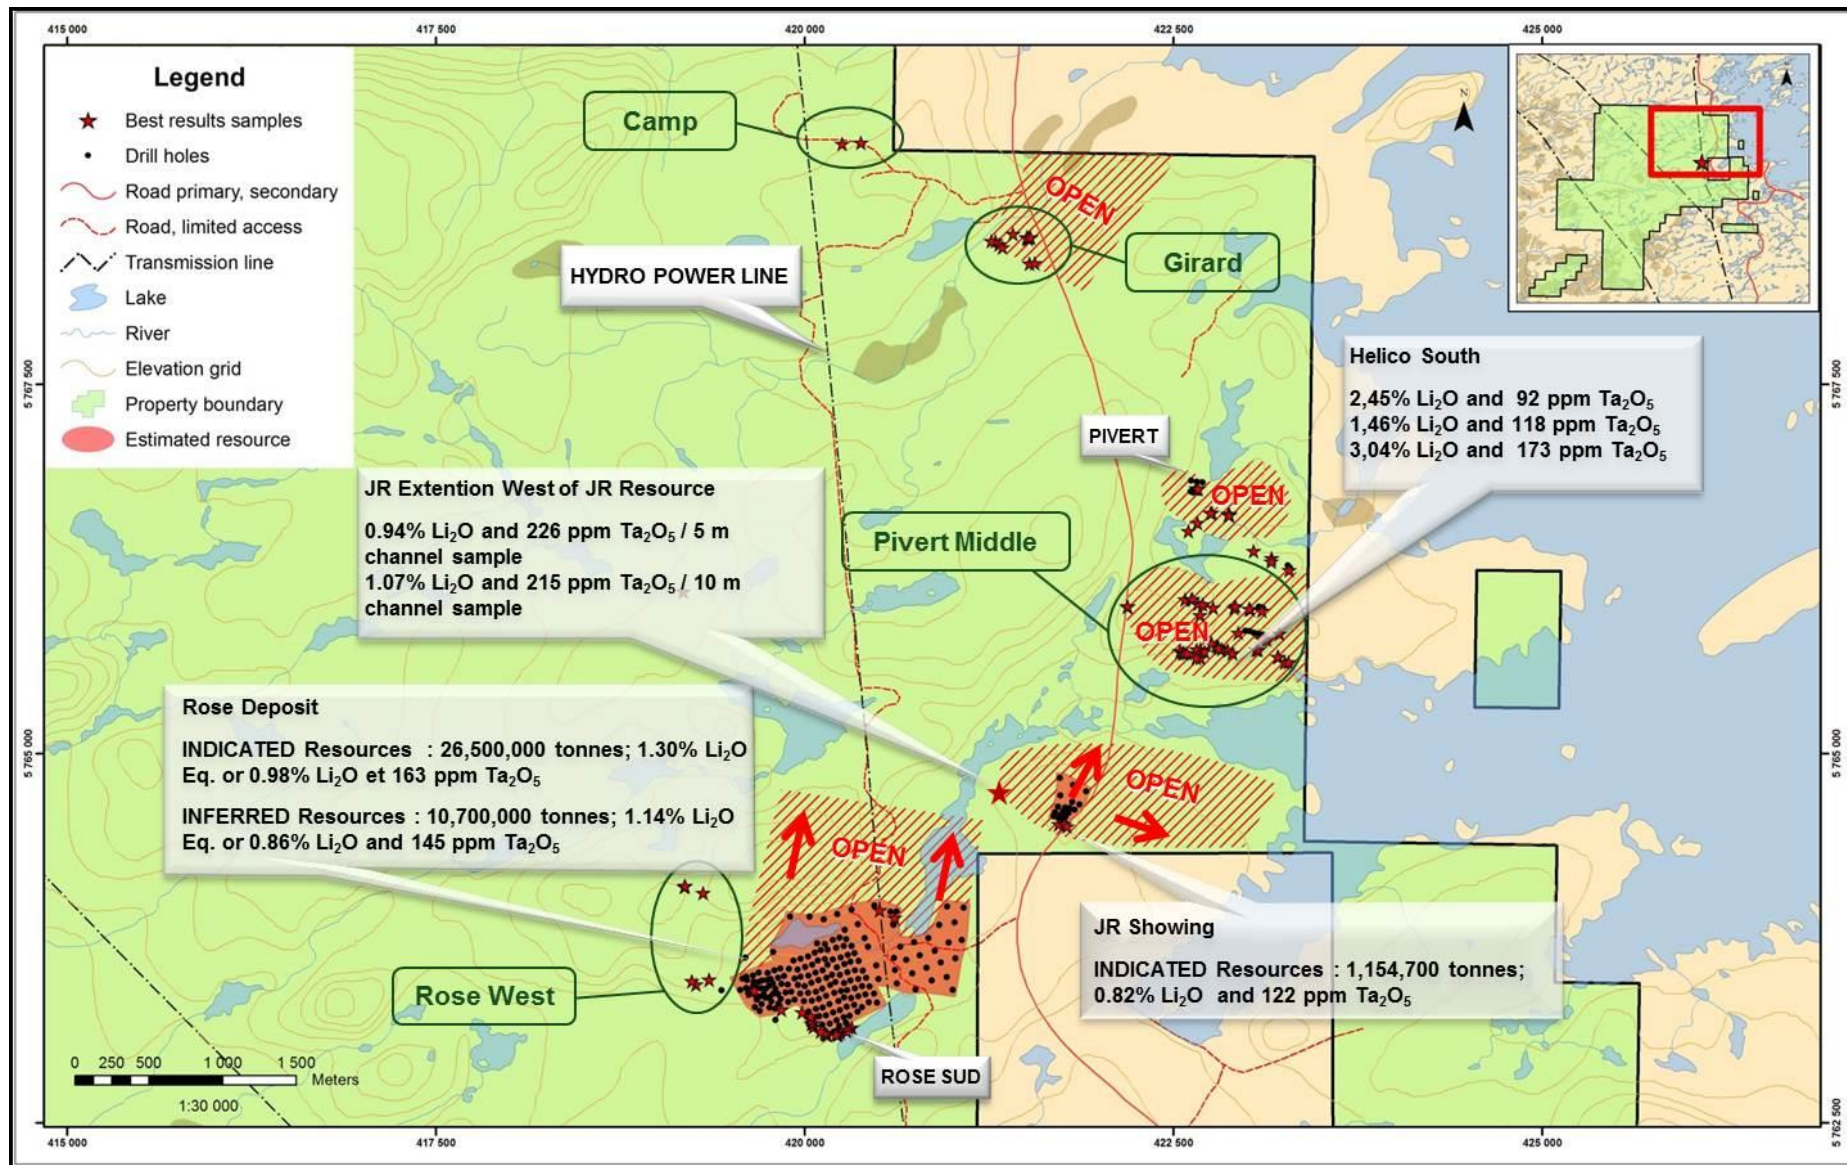 415 000
417 500
420 000
422 500
425 000
Legend
Best results samples
Drill holes
Road primary, secondary
Road, limited access
Transmission line
Lake
River
Elevation grid
Property boundary
Estimated resource
Camp
N
OPEN
Girard
HYDRO POWER LINE
5 767 500
5 767 500
Helico South
2,45% Li₂O and 92 ppm Ta₂O₅
1,46% Li₂O and 118 ppm Ta₂O₅
3,04% Li₂O and 173 ppm Ta₂O₅
PIVERT
OPEN
JR Extention West of JR Resource
0.94% Li₂O and 226 ppm Ta₂O₅ / 5 m
channel sample
1.07% Li₂O and 215 ppm Ta₂O₅ / 10 m
channel sample
Pivert Middle
OPEN
Rose Deposit
INDICATED Resources : 26,500,000 tonnes; 1.30% Li₂O
Eq. or 0.98% Li₂O et 163 ppm Ta₂O₅
INFERRED Resources : 10,700,000 tonnes; 1.14% Li₂O
Eq. or 0.86% Li₂O and 145 ppm Ta₂O₅
5 765 000
5 765 000
OPEN
OPEN
JR Showing
INDICATED Resources : 1,154,700 tonnes;
0.82% Li₂O and 122 ppm Ta₂O₅
Rose West
ROSE SUD
0 250 500 1 000 1 500
Meters
1:30 000
5 762 500
415 000
417 500
420 000
422 500
425 000